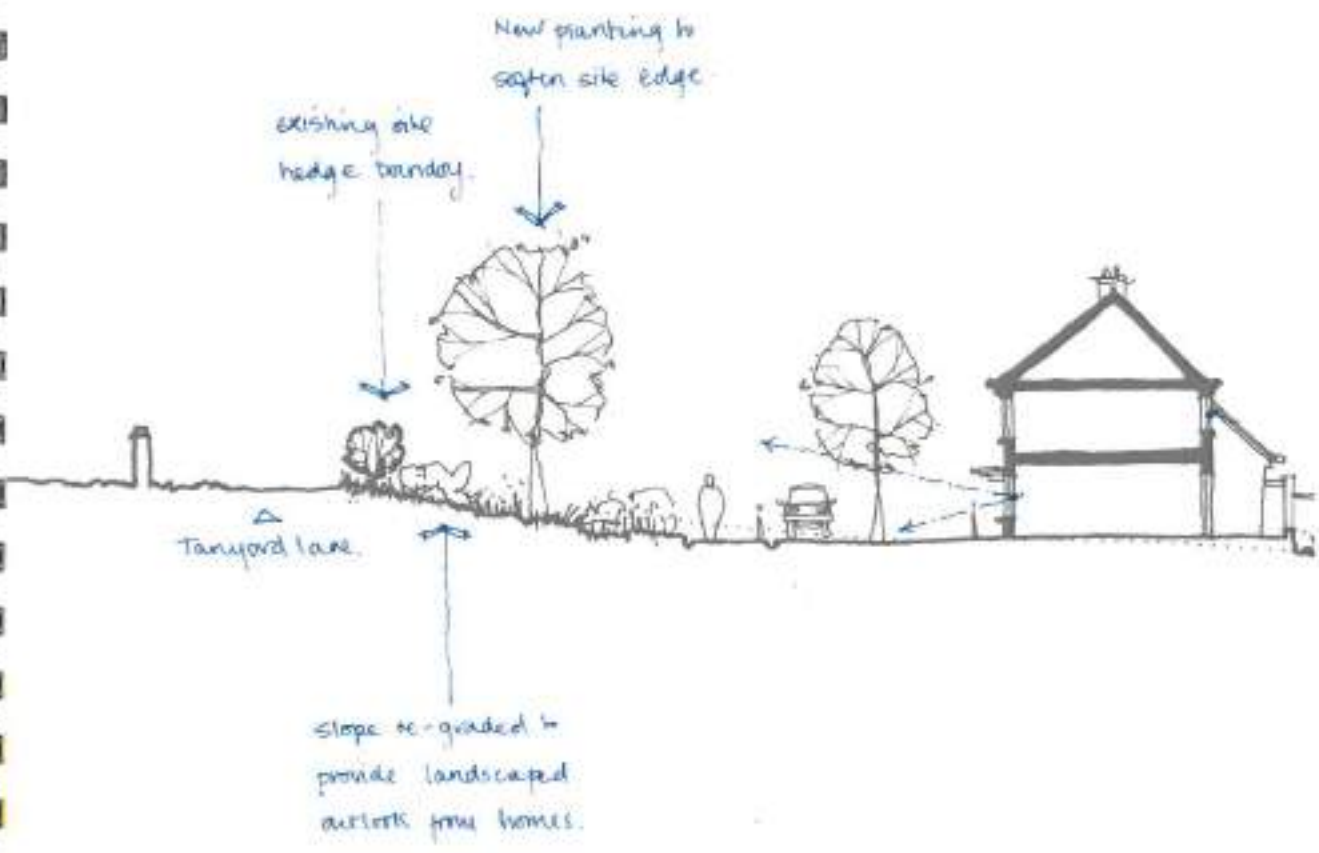 New planting to
soften site edge
existing site
hedge boundary.
Tanyard lane.
slope re-graded to
provide landscaped
outlook from homes.